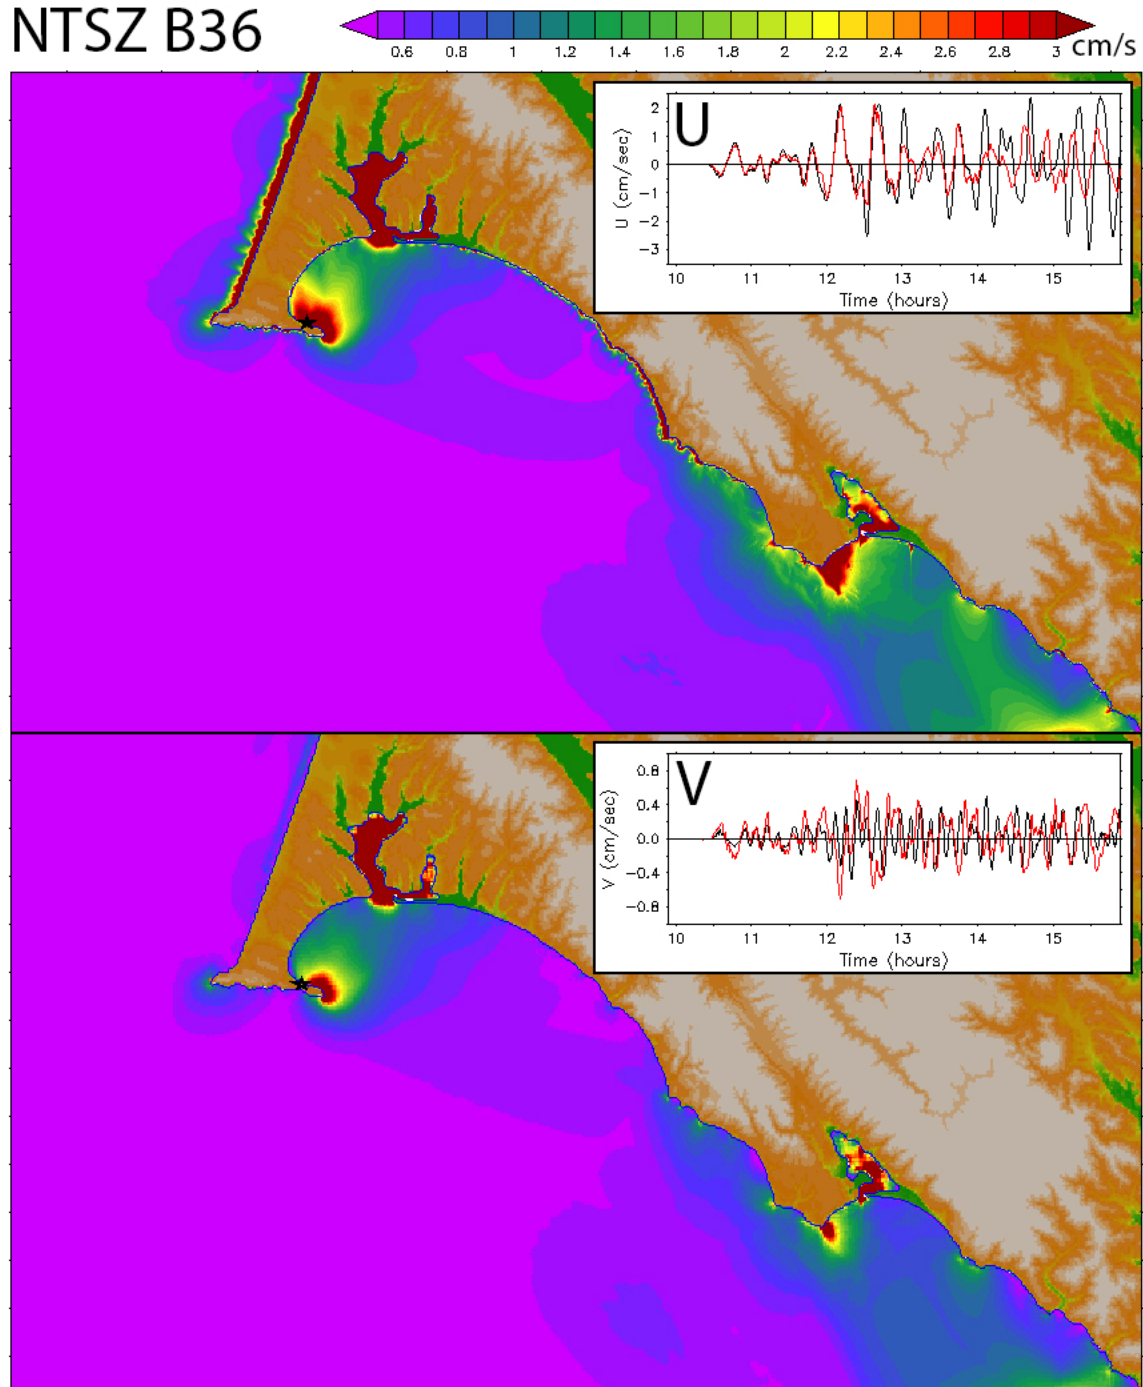 NTSZ B36
0.6 0.8 1 1.2 1.4 1.6 1.8 2 2.2 2.4 2.6 2.8 3 cm/s
U
U (cm/sec)
2
1
0
−1
−2
−3
10 11 12 13 14 15
Time (hours)
V
V (cm/sec)
0.8
0.4
0.0
−0.4
−0.8
10 11 12 13 14 15
Time (hours)